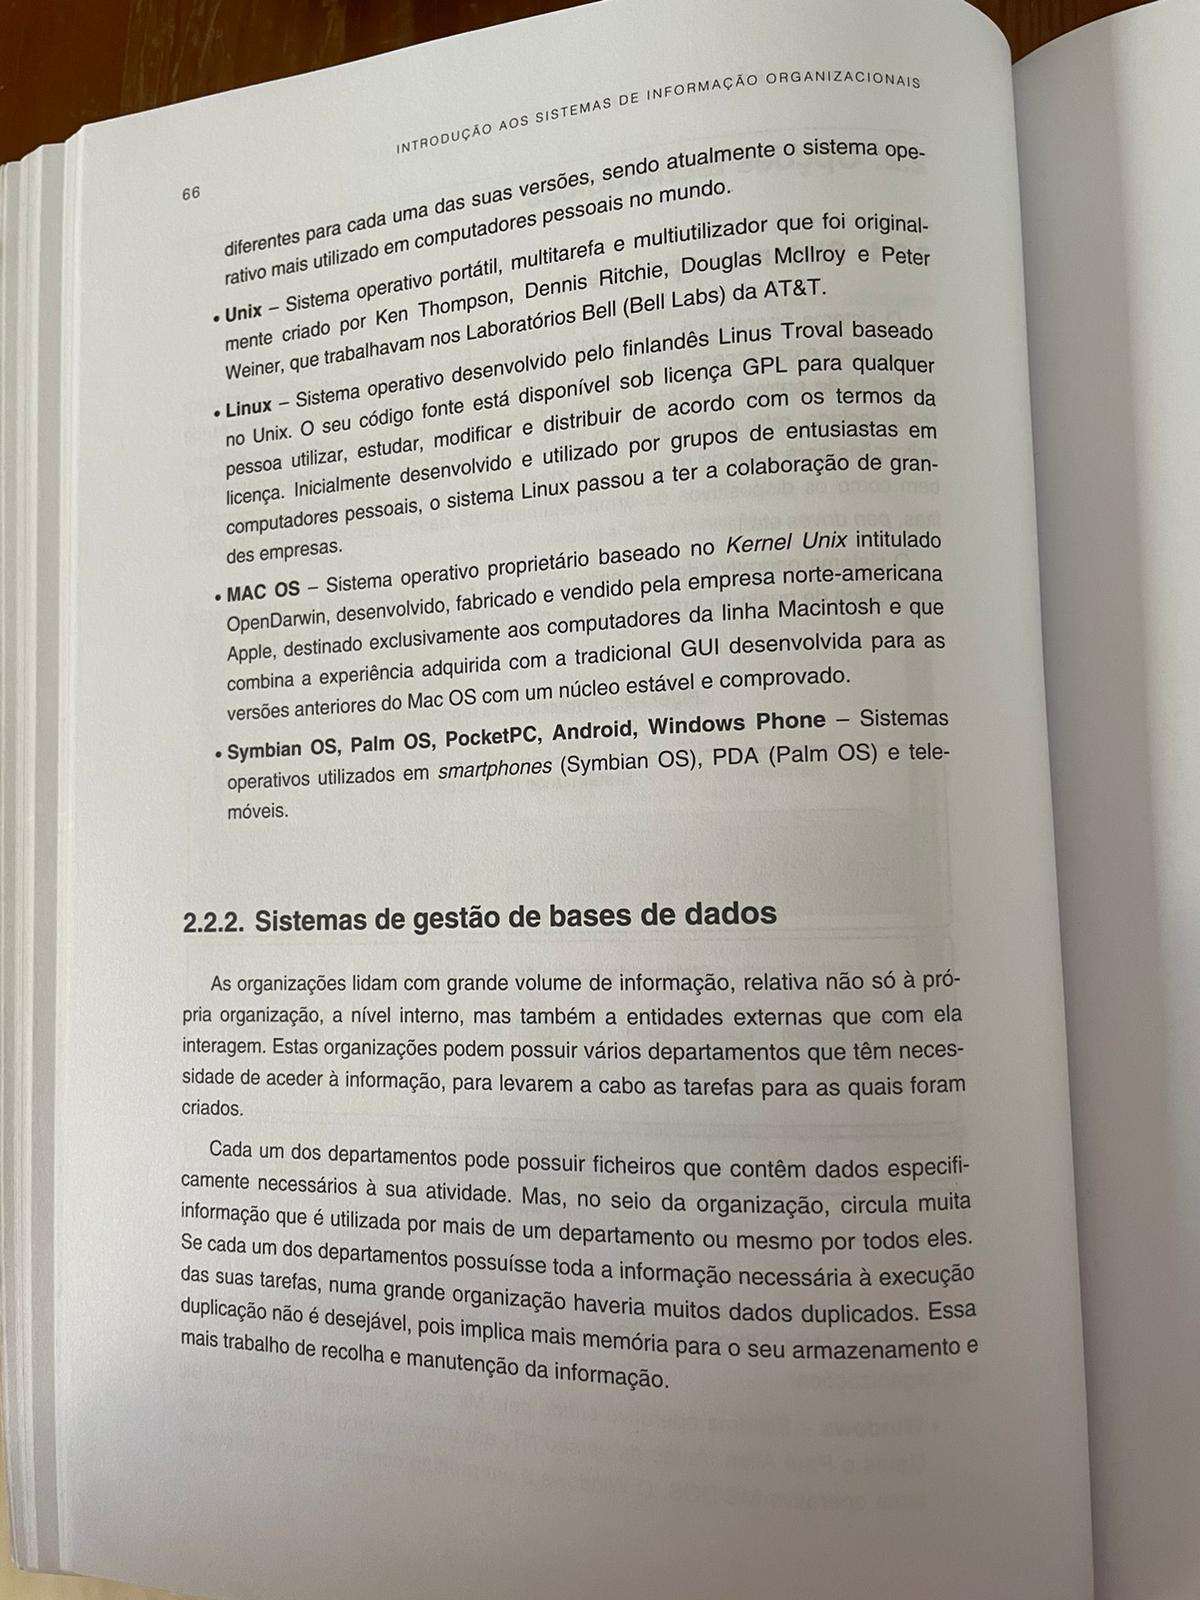 INTRODUÇÃO AOS SISTEMAS DE INFORMAÇÃO ORGANIZACIONAIS
66
diferentes para cada uma das suas versões, sendo atualmente o sistema ope-
rativo mais utilizado em computadores pessoais no mundo.
• Unix – Sistema operativo portátil, multitarefa e multiutilizador que foi original-
mente criado por Ken Thompson, Dennis Ritchie, Douglas McIlroy e Peter
Weiner, que trabalhavam nos Laboratórios Bell (Bell Labs) da AT&T.
• Linux – Sistema operativo desenvolvido pelo finlandês Linus Troval baseado
no Unix. O seu código fonte está disponível sob licença GPL para qualquer
pessoa utilizar, estudar, modificar e distribuir de acordo com os termos da
licença. Inicialmente desenvolvido e utilizado por grupos de entusiastas em
computadores pessoais, o sistema Linux passou a ter a colaboração de gran-
des empresas.
• MAC OS – Sistema operativo proprietário baseado no Kernel Unix intitulado
OpenDarwin, desenvolvido, fabricado e vendido pela empresa norte-americana
Apple, destinado exclusivamente aos computadores da linha Macintosh e que
combina a experiência adquirida com a tradicional GUI desenvolvida para as
versões anteriores do Mac OS com um núcleo estável e comprovado.
• Symbian OS, Palm OS, PocketPC, Android, Windows Phone – Sistemas
operativos utilizados em smartphones (Symbian OS), PDA (Palm OS) e tele-
móveis.
2.2.2. Sistemas de gestão de bases de dados
As organizações lidam com grande volume de informação, relativa não só à pró-
pria organização, a nível interno, mas também a entidades externas que com ela
interagem. Estas organizações podem possuir vários departamentos que têm neces-
sidade de aceder à informação, para levarem a cabo as tarefas para as quais foram
criados.
Cada um dos departamentos pode possuir ficheiros que contêm dados especifi-
camente necessários à sua atividade. Mas, no seio da organização, circula muita
informação que é utilizada por mais de um departamento ou mesmo por todos eles.
Se cada um dos departamentos possuísse toda a informação necessária à execução
das suas tarefas, numa grande organização haveria muitos dados duplicados. Essa
duplicação não é desejável, pois implica mais memória para o seu armazenamento e
mais trabalho de recolha e manutenção da informação.